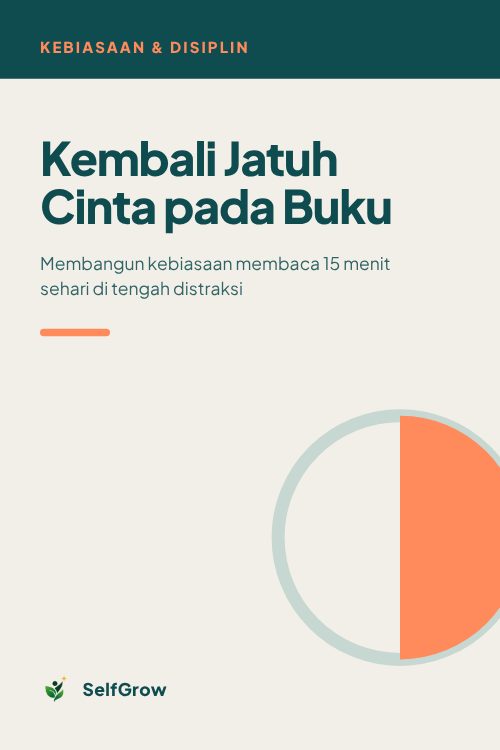 KEBIASAAN & DISIPLIN
Kembali Jatuh
Cinta pada Buku
Membangun kebiasaan membaca 15 menit
sehari di tengah distraksi
SelfGrow